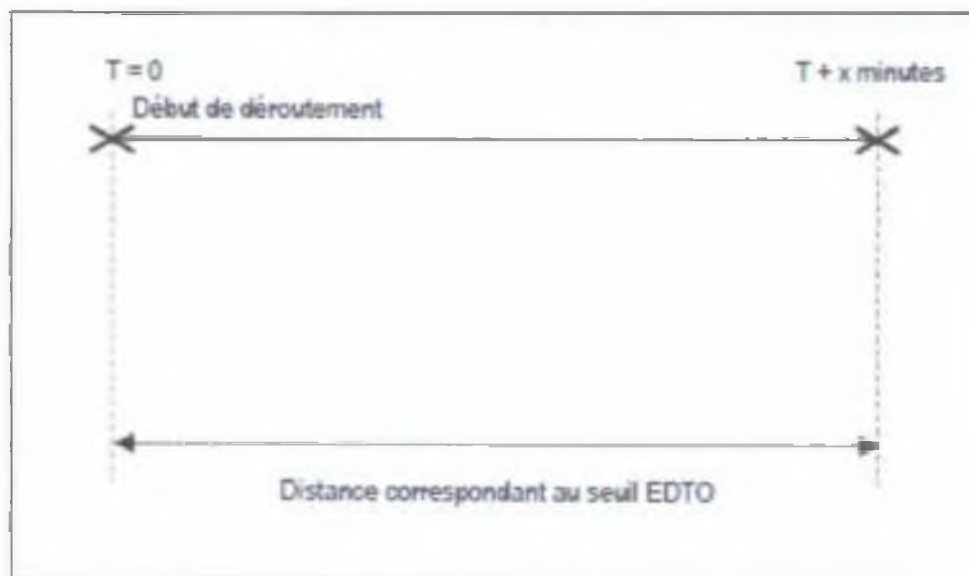 T = 0
T + x minutes
Début de déroutement
Distance correspondant au seuil EDTO